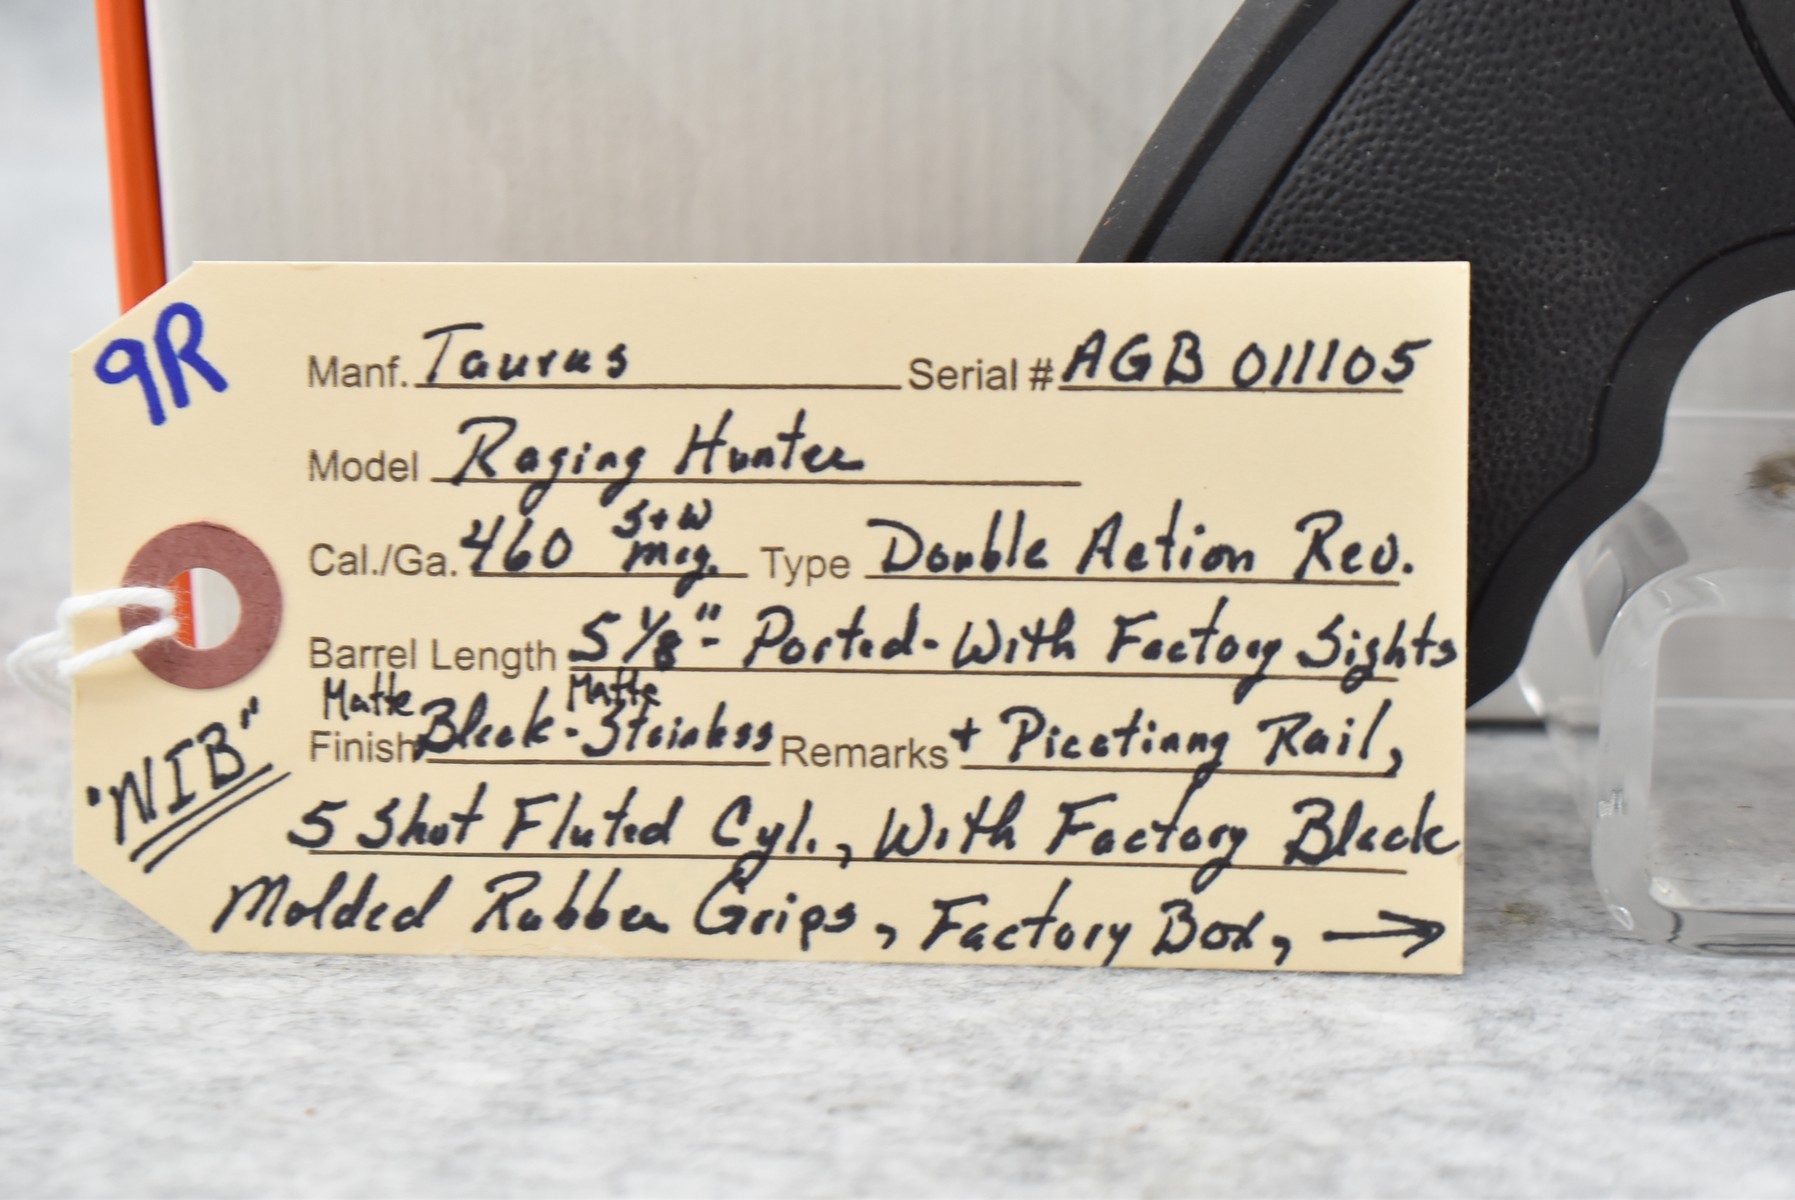 9R
Manf. Taurus Serial # AGB 011105
Model Raging Hunter
Cal./Ga. 460 S+W Mag. Type Double Action Rev.
Barrel Length 5 1/8"- Ported- With Factory Sights
Finish Matte Black - Matte Stainless Remarks + Picatinny Rail,
"NIB"
5 Shot Fluted Cyl., With Factory Black
Molded Rubber Grips, Factory Box, →